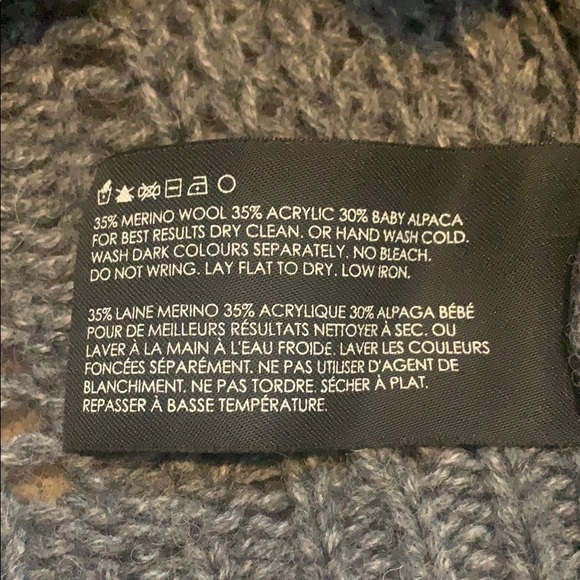 35% MERINO WOOL 35% ACRYLIC 30% BABY ALPACA
FOR BEST RESULTS DRY CLEAN. OR HAND WASH COLD.
WASH DARK COLOURS SEPARATELY. NO BLEACH.
DO NOT WRING. LAY FLAT TO DRY. LOW IRON.
35% LAINE MERINO 35% ACRYLIQUE 30% ALPAGA BÉBÉ
POUR DE MEILLEURS RÉSULTATS NETTOYER À SEC. OU
LAVER À LA MAIN À L'EAU FROIDE. LAVER LES COULEURS
FONCÉES SÉPARÉMENT. NE PAS UTILISER D'AGENT DE
BLANCHIMENT. NE PAS TORDRE. SÉCHER À PLAT.
REPASSER À BASSE TEMPÉRATURE.